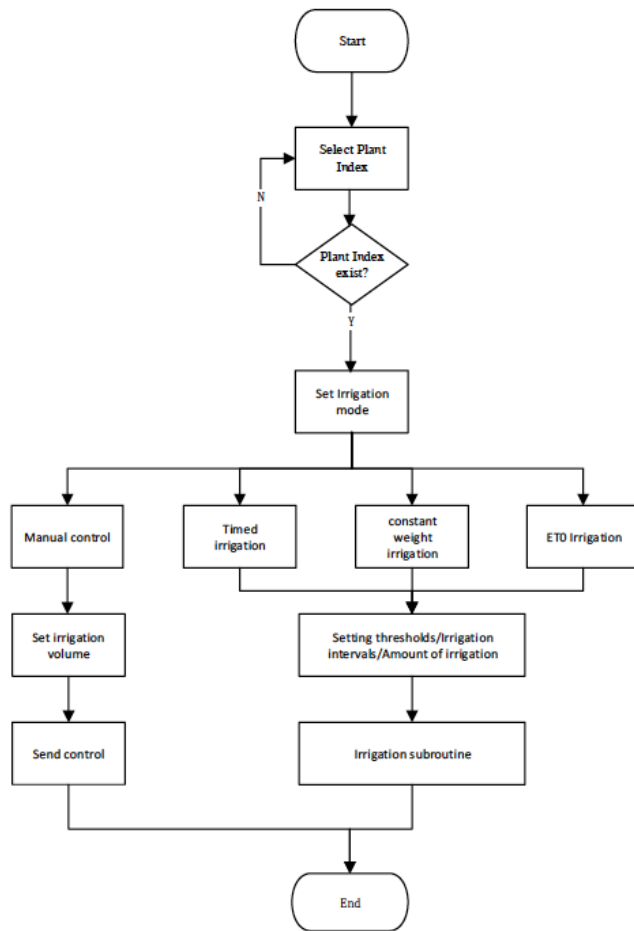 Start
Select Plant
Index
N
Plant Index
exist?
Y
Set Irrigation
mode
Manual control
Timed
irrigation
constant
weight
irrigation
ET0 Irrigation
Set irrigation
volume
Setting thresholds/Irrigation
intervals/Amount of irrigation
Send control
Irrigation subroutine
End